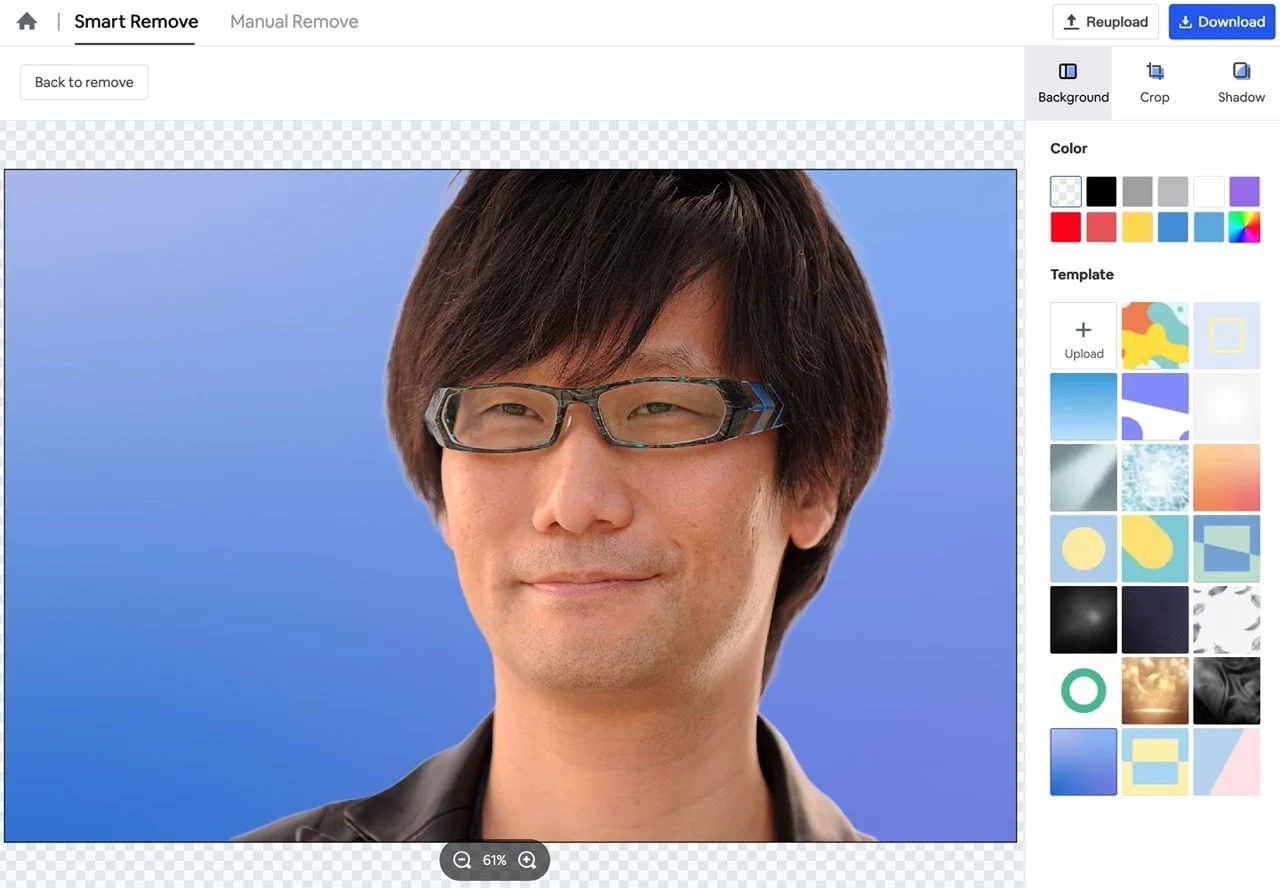 Smart Remove
Manual Remove
Reupload
Download
Back to remove
Background
Crop
Shadow
Color
Template
Upload
61%